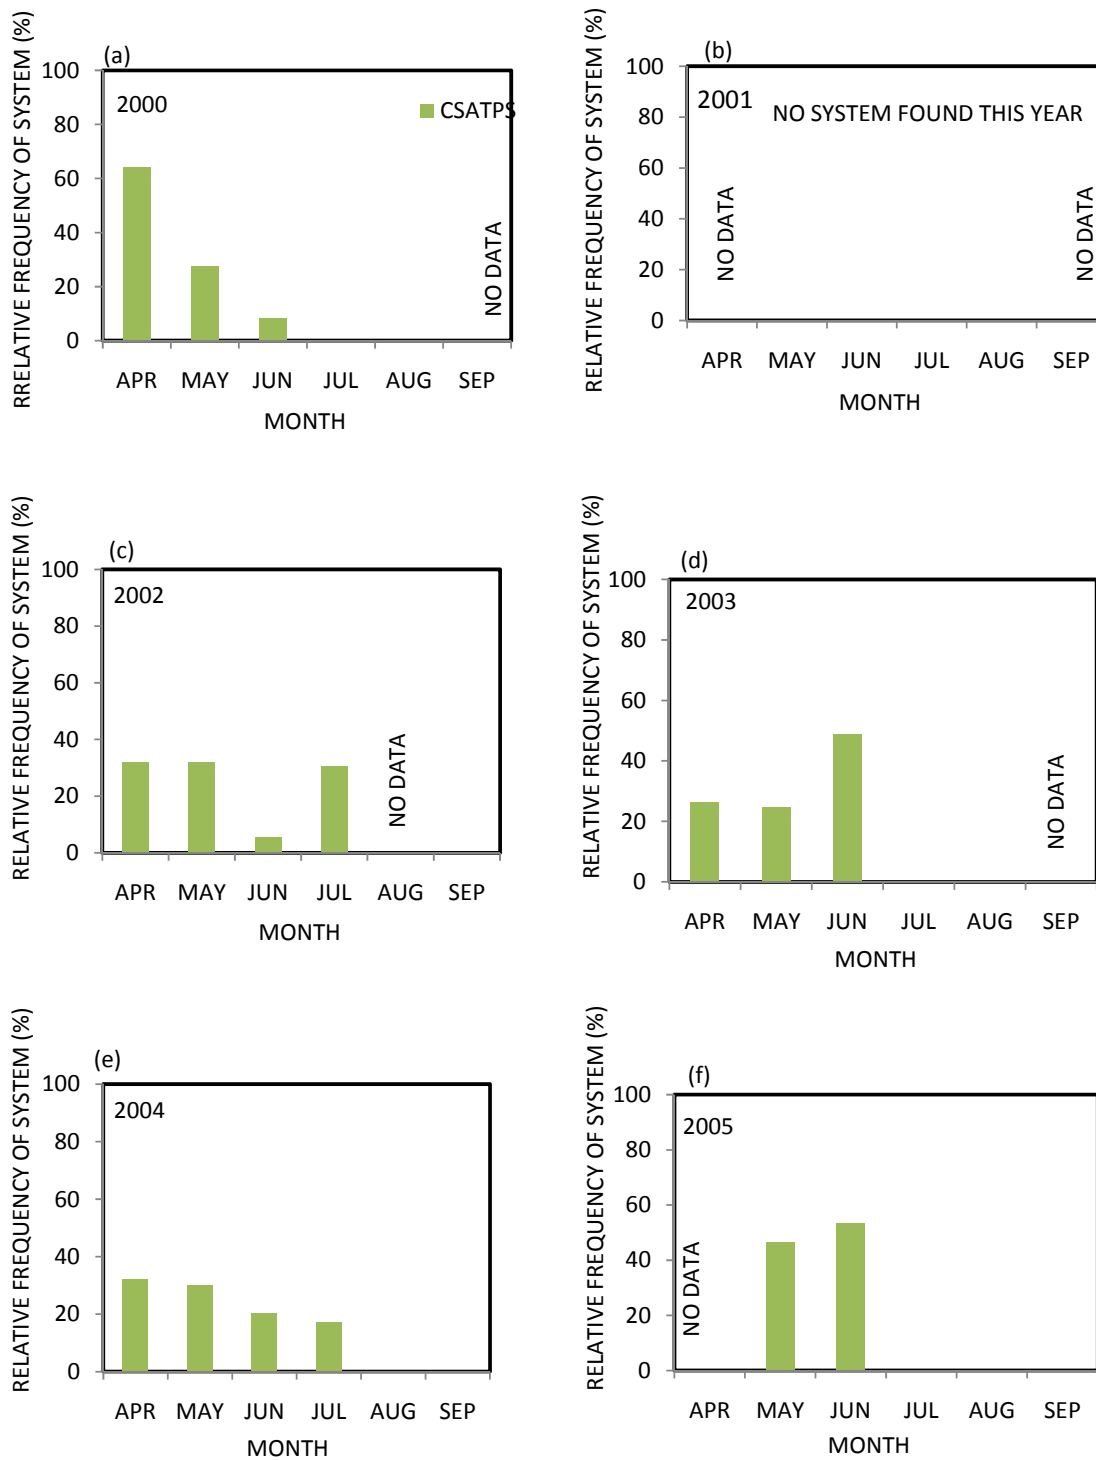 (a)
RRELATIVE FREQUENCY OF SYSTEM (%)
100
80
60
40
20
0
2000
CSATPS
NO DATA
APR MAY JUN JUL AUG SEP
MONTH
(b)
RELATIVE FREQUENCY OF SYSTEM (%)
100
80
60
40
20
0
2001
NO SYSTEM FOUND THIS YEAR
NO DATA
NO DATA
APR MAY JUN JUL AUG SEP
MONTH
(c)
RELATIVE FREQUENCY OF SYSTEM (%)
100
80
60
40
20
0
2002
NO DATA
APR MAY JUN JUL AUG SEP
MONTH
(d)
RELATIVE FREQUENCY OF SYSTEM (%)
100
80
60
40
20
0
2003
NO DATA
APR MAY JUN JUL AUG SEP
MONTH
(e)
RELATIVE FREQUENCY OF SYSTEM (%)
100
80
60
40
20
0
2004
APR MAY JUN JUL AUG SEP
MONTH
(f)
RELATIVE FREQUENCY OF SYSTEM (%)
100
80
60
40
20
0
2005
NO DATA
APR MAY JUN JUL AUG SEP
MONTH